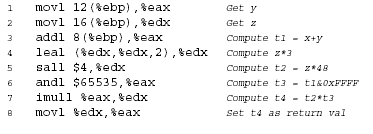 1 movl 12(%ebp),%eax Get y
2 movl 16(%ebp),%edx Get z
3 addl 8(%ebp),%eax Compute t1 = x+y
4 leal (%edx,%edx,2),%edx Compute z*3
5 sall $4,%edx Compute t2 = z*48
6 andl $65535,%eax Compute t3 = t1&0xFFFF
7 imull %eax,%edx Compute t4 = t2*t3
8 movl %edx,%eax Set t4 as return val